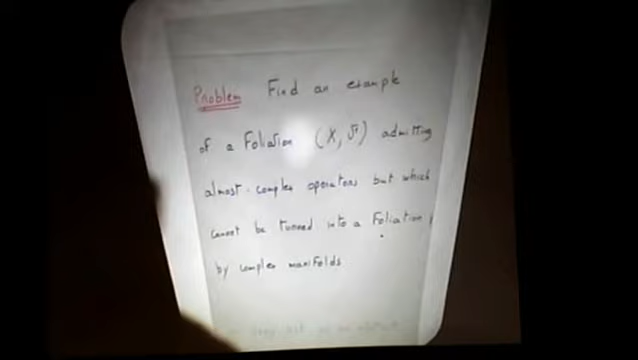 Problem Find an example
of a Foliation (X, F) admitting
almost-complex operators but which
cannot be turned into a Foliation
by complex manifolds